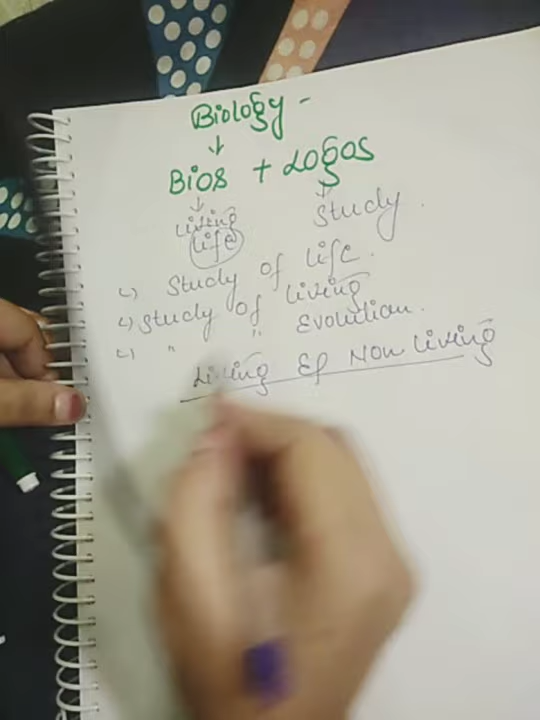 Biology -
↓
Bios + Logos
↓ ↓
Living Study.
Life
↳ Study of life.
↳ Study of living
↳ " " Evolution.
Living & Non living